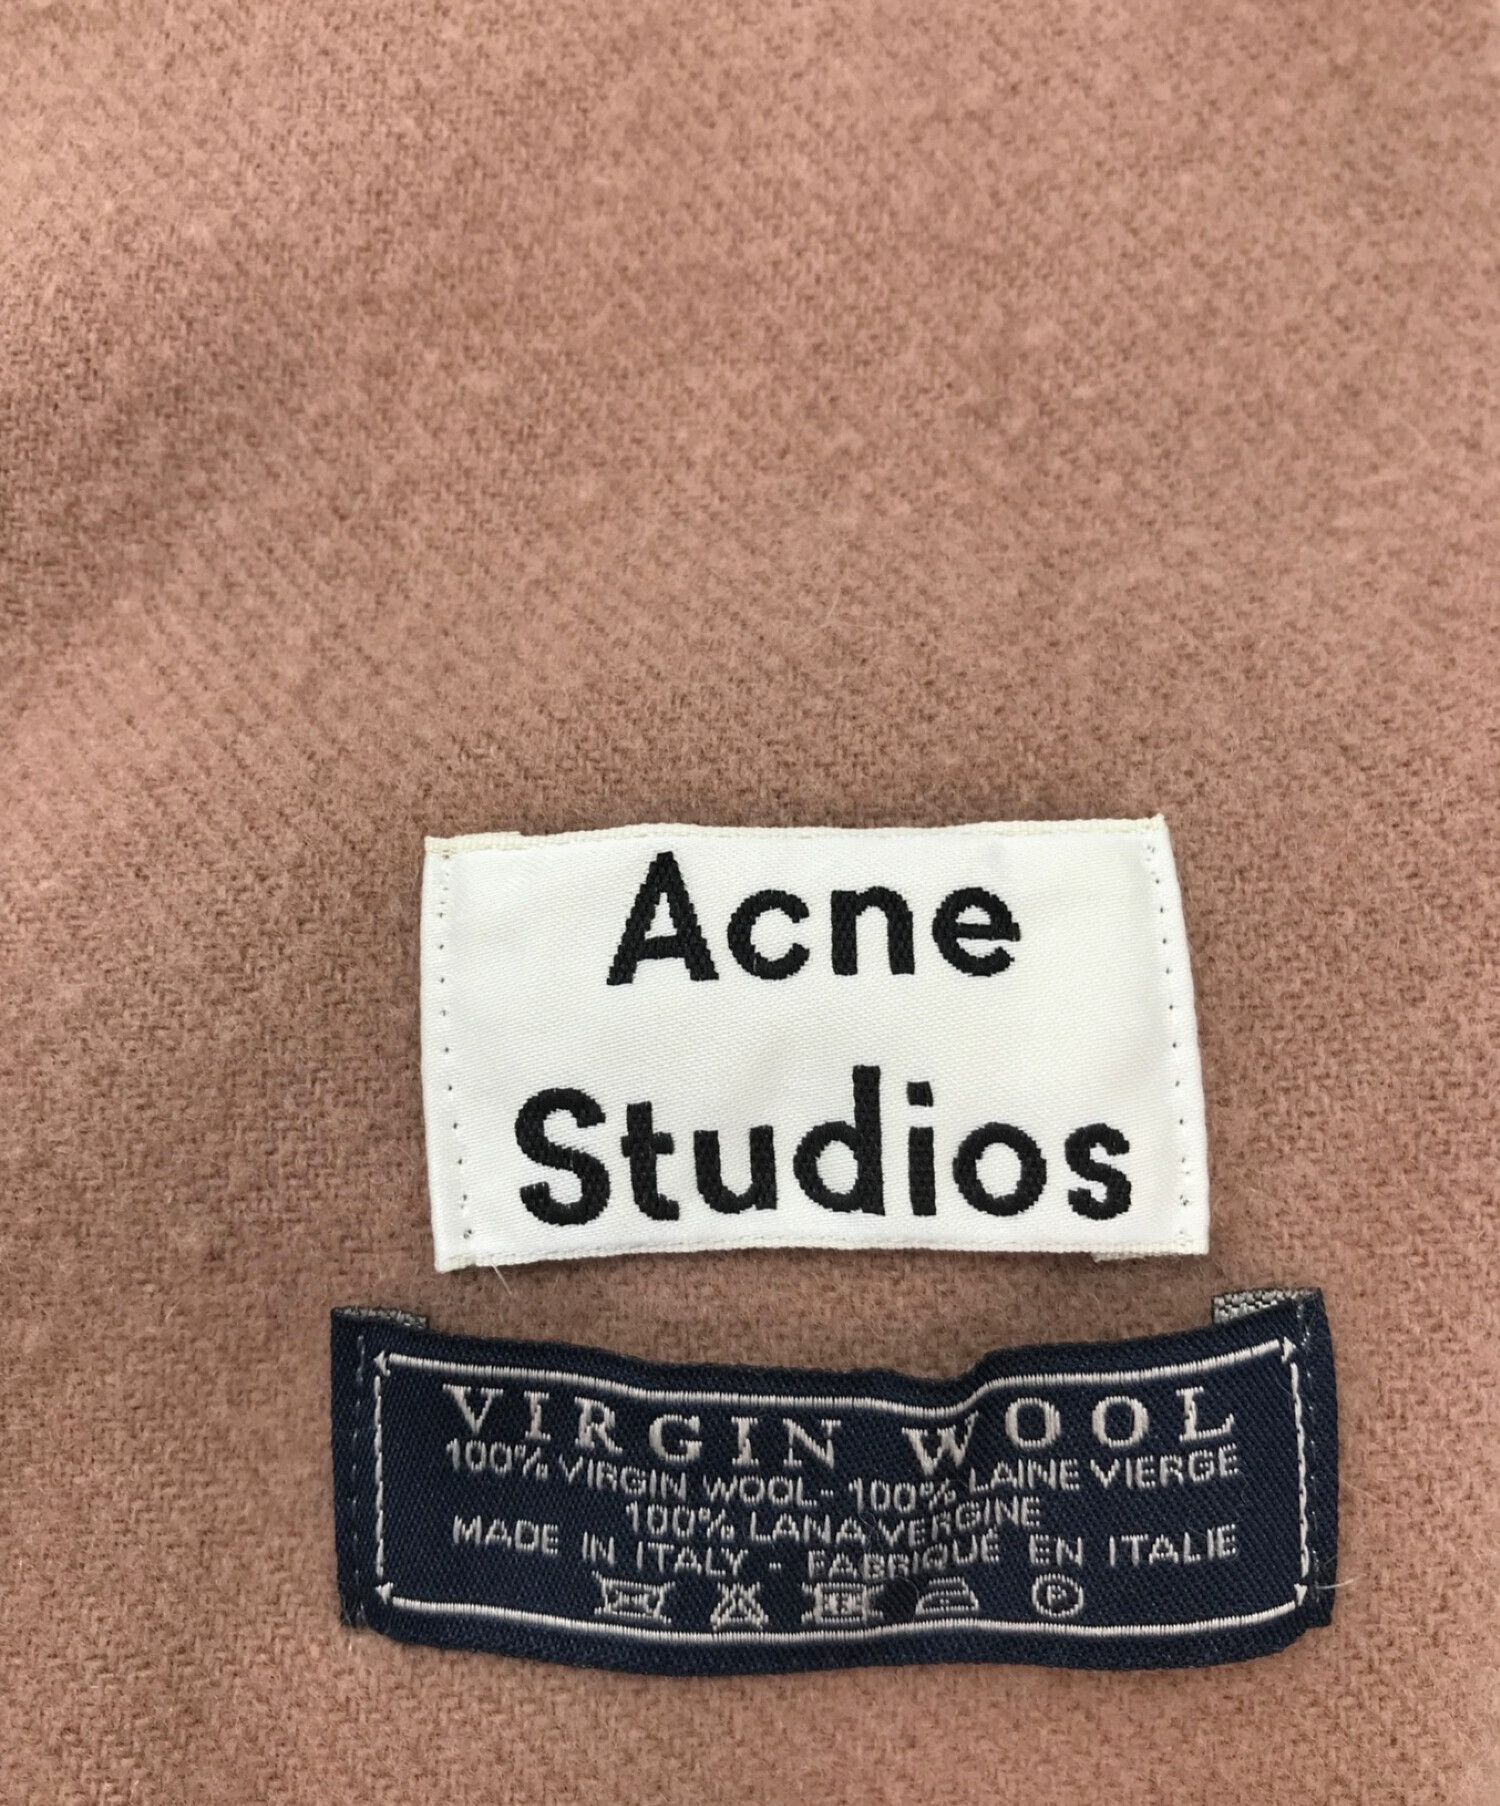 Acne
Studios
VIRGIN WOOL
100% VIRGIN WOOL - 100% LAINE VIERGE
100% LANA VERGINE
MADE IN ITALY - FABRIQUÉ EN ITALIE
P